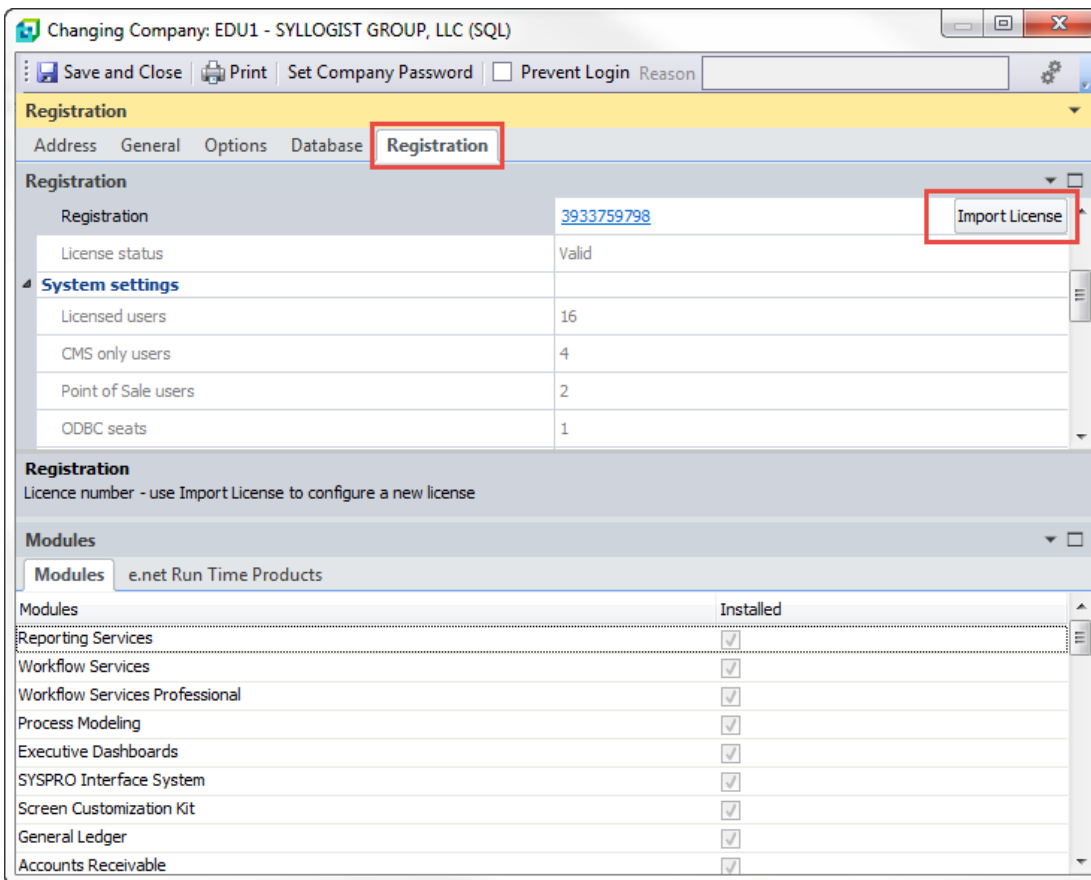 Changing Company: EDU1 - SYLLOGIST GROUP, LLC (SQL)
Save and Close Print Set Company Password Prevent Login Reason
Registration
Address General Options Database Registration
Registration
Registration 3933759798 Import License
License status Valid
System settings
Licensed users 16
CMS only users 4
Point of Sale users 2
ODBC seats 1
Registration
Licence number - use Import License to configure a new license
Modules
Modules e.net Run Time Products
Modules Installed
Reporting Services
Workflow Services
Workflow Services Professional
Process Modeling
Executive Dashboards
SYSPRO Interface System
Screen Customization Kit
General Ledger
Accounts Receivable